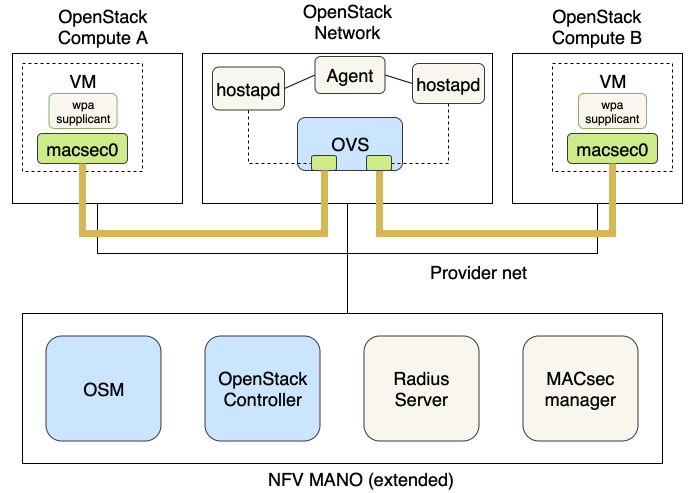 OpenStack
Compute A
OpenStack
Network
OpenStack
Compute B
VM
wpa
supplicant
macsec0
hostapd
Agent
hostapd
OVS
VM
wpa
supplicant
macsec0
Provider net
OSM
OpenStack
Controller
Radius
Server
MACsec
manager
NFV MANO (extended)